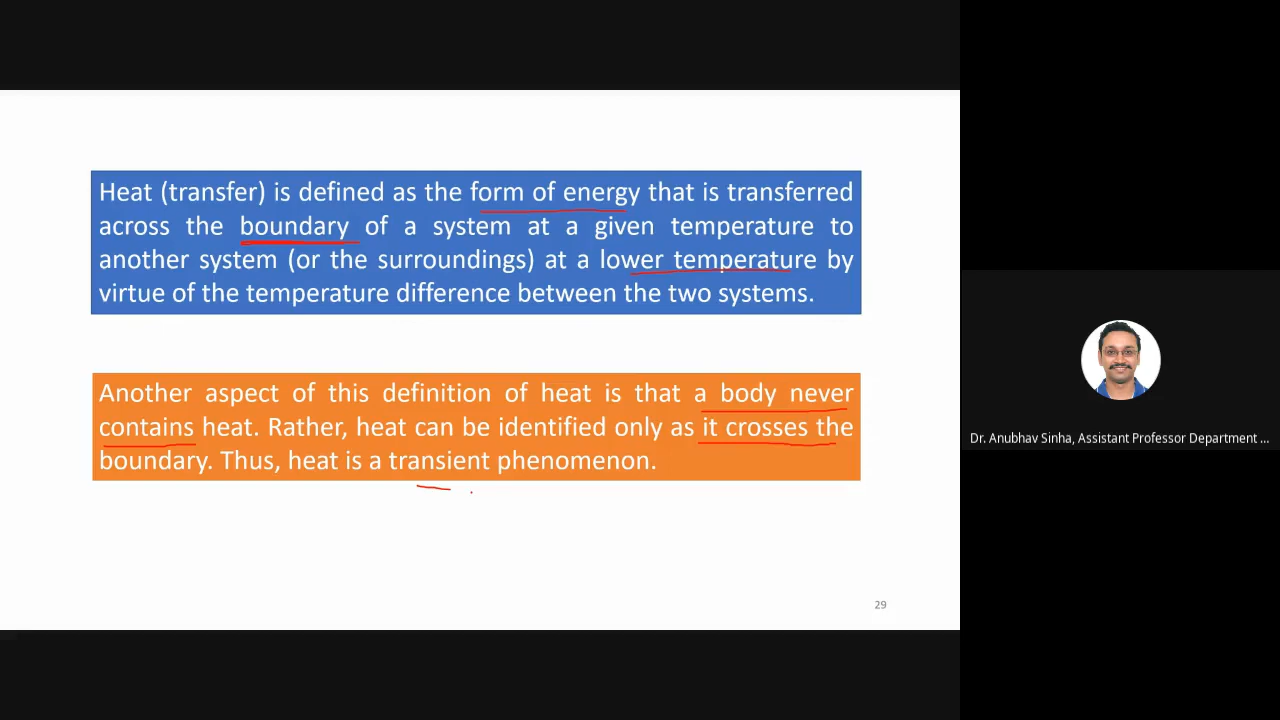 Heat (transfer) is defined as the form of energy that is transferred
across the boundary of a system at a given temperature to
another system (or the surroundings) at a lower temperature by
virtue of the temperature difference between the two systems.
Another aspect of this definition of heat is that a body never
contains heat. Rather, heat can be identified only as it crosses the
boundary. Thus, heat is a transient phenomenon.
29
Dr. Anubhav Sinha, Assistant Professor Department ...